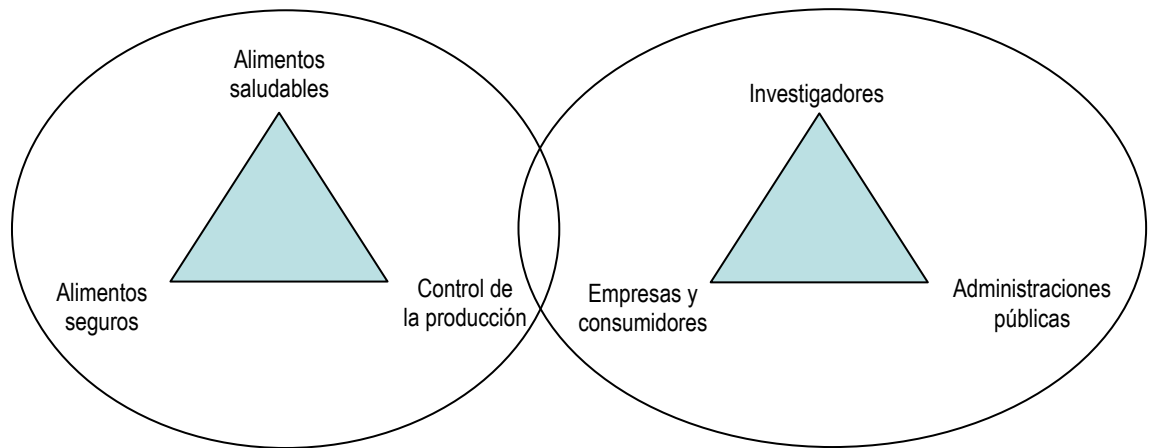 Alimentos
saludables
Alimentos
seguros
Control de
la producción
Investigadores
Empresas y
consumidores
Administraciones
públicas